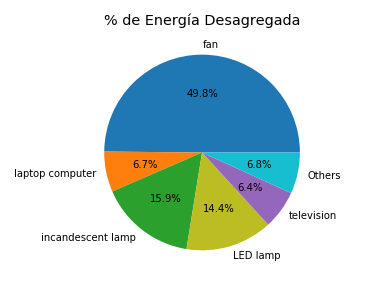 % de Energía Desagregada
fan
49.8%
laptop computer
6.7%
incandescent lamp
15.9%
LED lamp
14.4%
television
6.4%
Others
6.8%